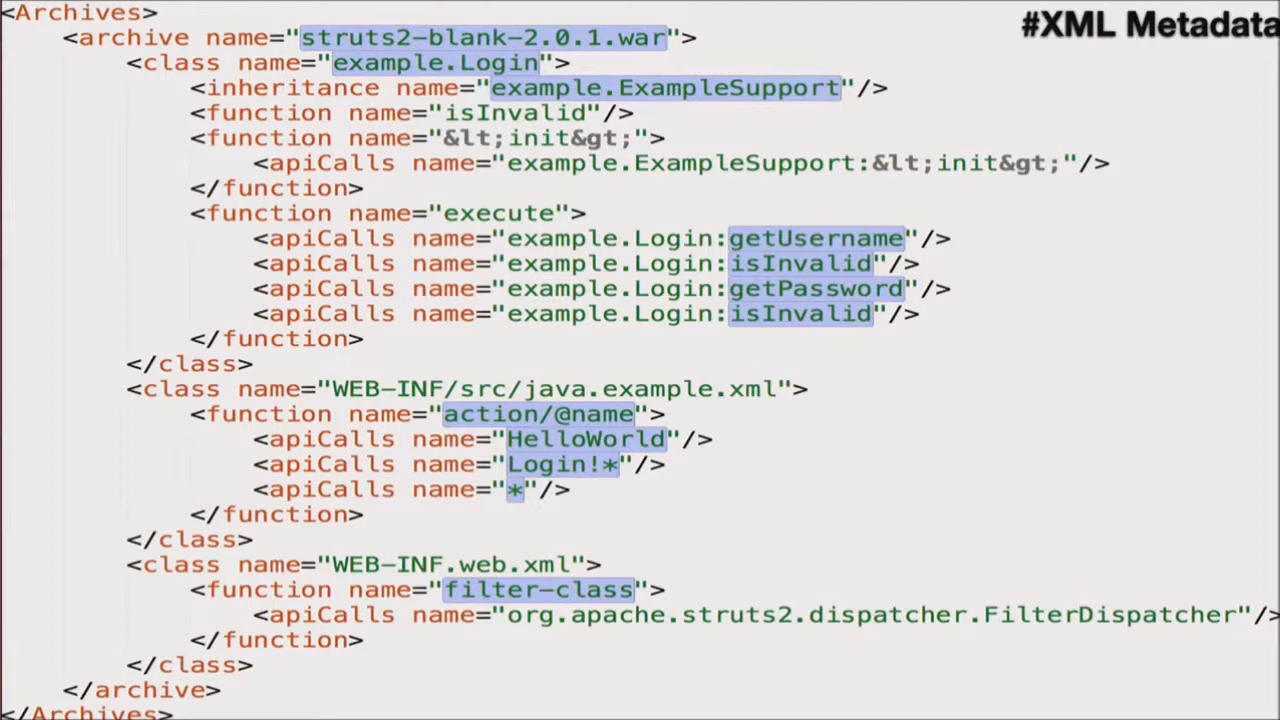 <Archives>
#XML Metadata
<archive name="struts2-blank-2.0.1.war">
<class name="example.Login">
<inheritance name="example.ExampleSupport"/>
<function name="isInvalid"/>
<function name="&lt;init&gt;">
<apiCalls name="example.ExampleSupport:&lt;init&gt;"/>
</function>
<function name="execute">
<apiCalls name="example.Login:getUsername"/>
<apiCalls name="example.Login:isInvalid"/>
<apiCalls name="example.Login:getPassword"/>
<apiCalls name="example.Login:isInvalid"/>
</function>
</class>
<class name="WEB-INF/src/java.example.xml">
<function name="action/@name">
<apiCalls name="HelloWorld"/>
<apiCalls name="Login!*"/>
<apiCalls name="*"/>
</function>
</class>
<class name="WEB-INF.web.xml">
<function name="filter-class">
<apiCalls name="org.apache.struts2.dispatcher.FilterDispatcher"/>
</function>
</class>
</archive>
</Archives>